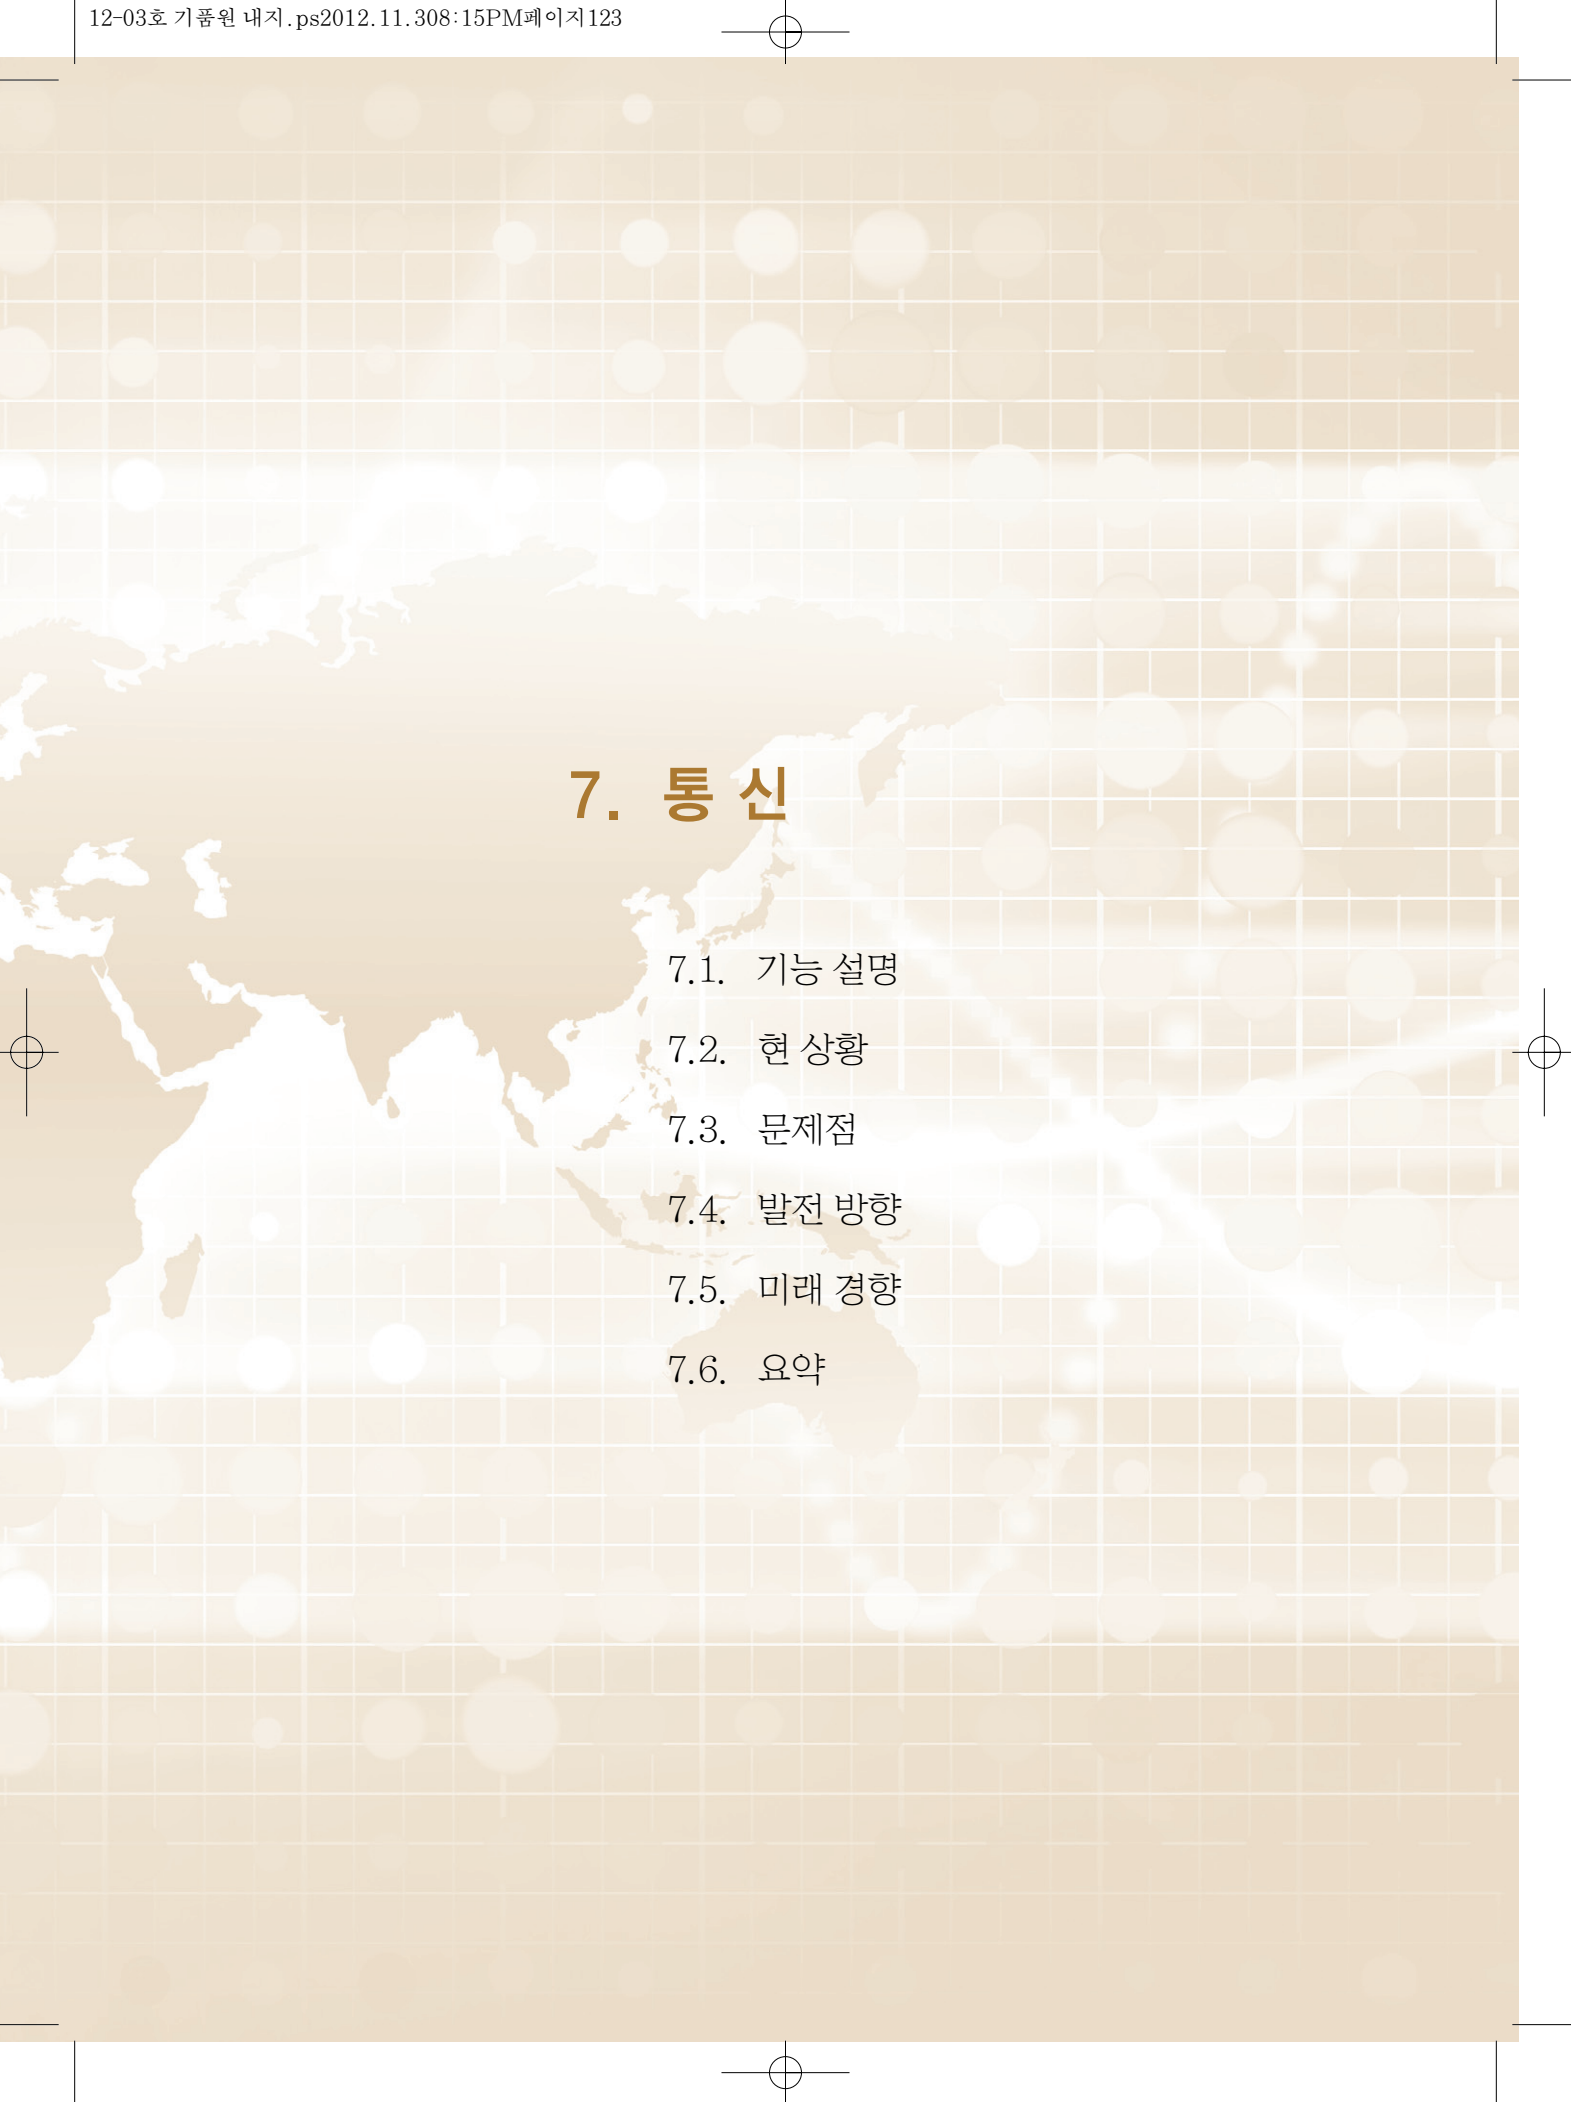 12-03호 기품원 내지.ps2012.11.308:15PM페이지123
7. 통 신
7.1. 기능 설명
7.2. 현 상황
7.3. 문제점
7.4. 발전 방향
7.5. 미래 경향
7.6. 요약